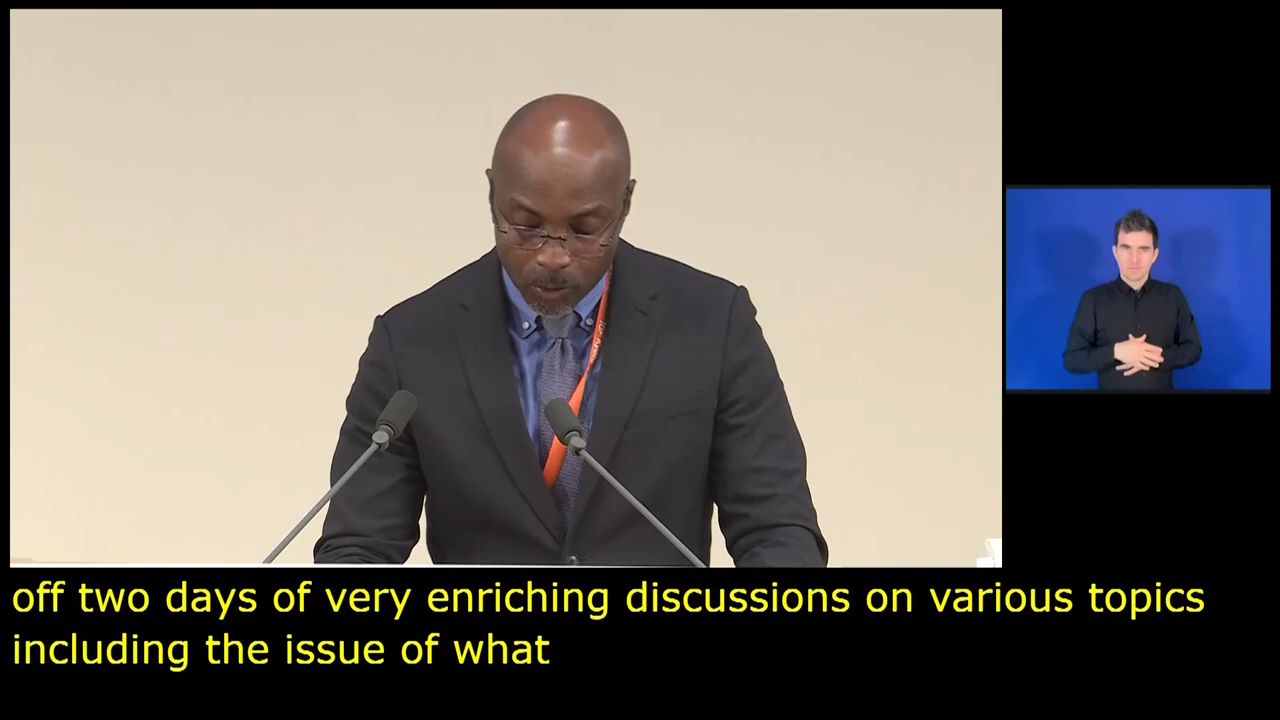 off two days of very enriching discussions on various topics
including the issue of what